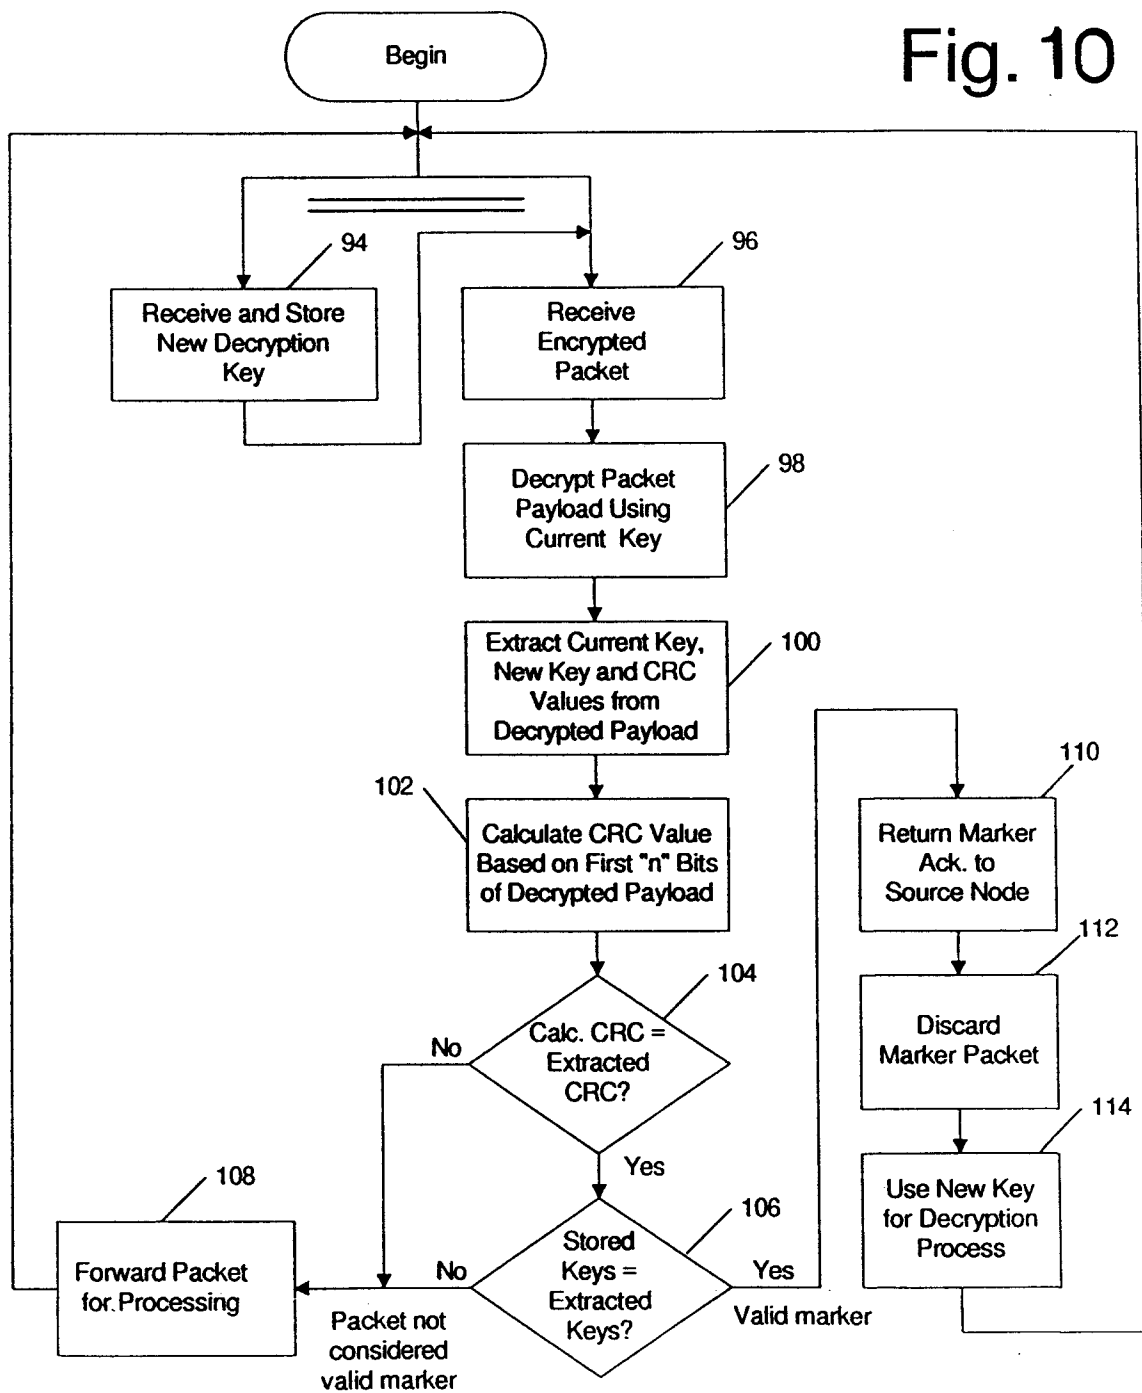 Fig. 10
Begin
94
96
Receive and Store
New Decryption
Key
Receive
Encrypted
Packet
98
Decrypt Packet
Payload Using
Current Key
100
Extract Current Key,
New Key and CRC
Values from
Decrypted Payload
102
Calculate CRC Value
Based on First "n" Bits
of Decrypted Payload
110
Return Marker
Ack. to
Source Node
104
Calc. CRC =
Extracted
CRC?
No
Yes
112
Discard
Marker Packet
106
Stored
Keys =
Extracted
Keys?
No
Yes
Valid marker
114
Use New Key
for Decryption
Process
108
Forward Packet
for Processing
Packet not
considered
valid marker